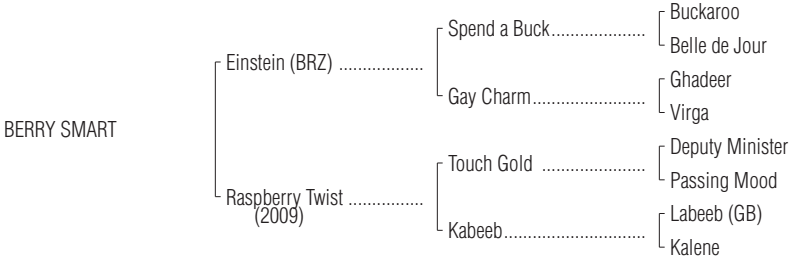 BERRY SMART
Einstein (BRZ) ..................
Raspberry Twist ................
(2009)
Spend a Buck....................
Gay Charm........................
Touch Gold ......................
Kabeeb..............................
Buckaroo
Belle de Jour
Ghadeer
Virga
Deputy Minister
Passing Mood
Labeeb (GB)
Kalene